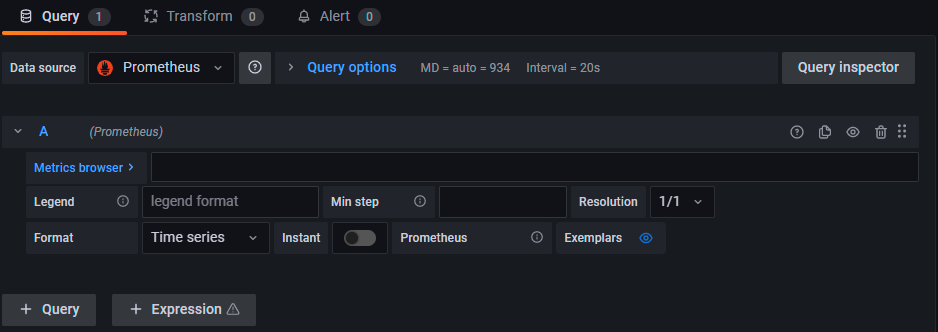 Query 1 Transform 0 Alert 0
Data source Prometheus Query options MD = auto = 934 Interval = 20s Query inspector
A (Prometheus)
Metrics browser >
Legend legend format Min step Resolution 1/1
Format Time series Instant Prometheus Exemplars
+ Query + Expression